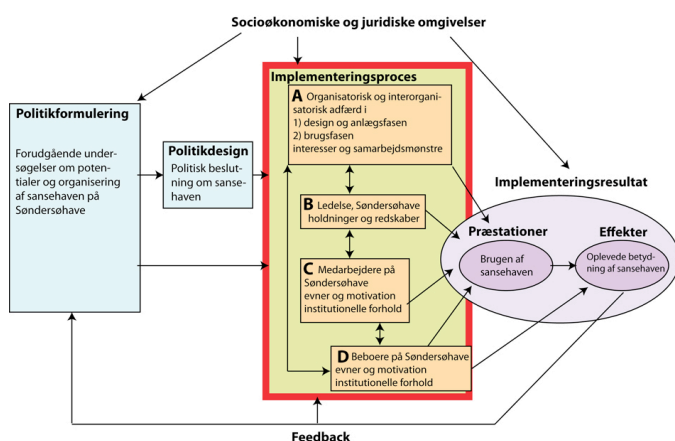 Socioøkonomiske og juridiske omgivelser
Politikformulering
Forudgående under-
søgelser om poten-
tialer og organisering
af sansehaven på
Søndersøhave
Politikdesign
Politisk beslut-
ning om sanse-
haven
Implementeringsproces
A Organisatorisk og interorgani-
satorisk adfærd i
1) design og anlægsfasen
2) brugsfasen
interesser og samarbejdsmønstre
B Ledelse, Søndersøhave
holdninger og redskaber
C Medarbejdere på
Søndersøhave
evner og motivation
institutionelle forhold
D Beboere på Søndersøhave
evner og motivation
institutionelle forhold
Implementeringsresultat
Præstationer
Brugen af
sansehaven
Effekter
Oplevede betyd-
ning af sansehaven
Feedback